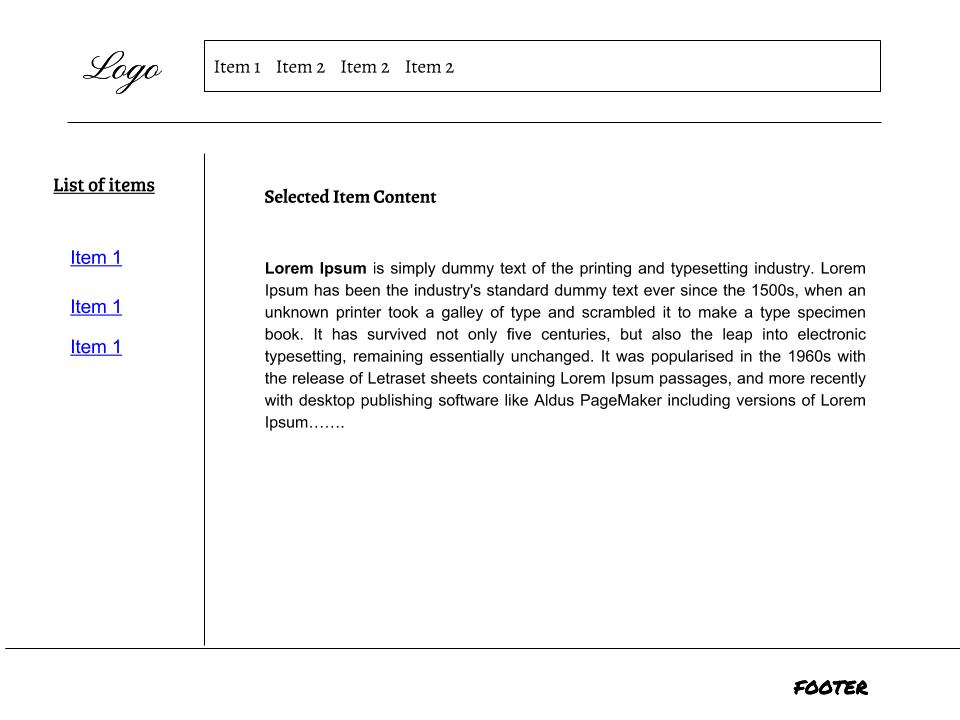 Logo
Item 1 Item 2 Item 2 Item 2
List of items
Item 1
Item 1
Item 1
Selected Item Content
Lorem Ipsum is simply dummy text of the printing and typesetting industry. Lorem
Ipsum has been the industry's standard dummy text ever since the 1500s, when an
unknown printer took a galley of type and scrambled it to make a type specimen
book. It has survived not only five centuries, but also the leap into electronic
typesetting, remaining essentially unchanged. It was popularised in the 1960s with
the release of Letraset sheets containing Lorem Ipsum passages, and more recently
with desktop publishing software like Aldus PageMaker including versions of Lorem
Ipsum…….
FOOTER